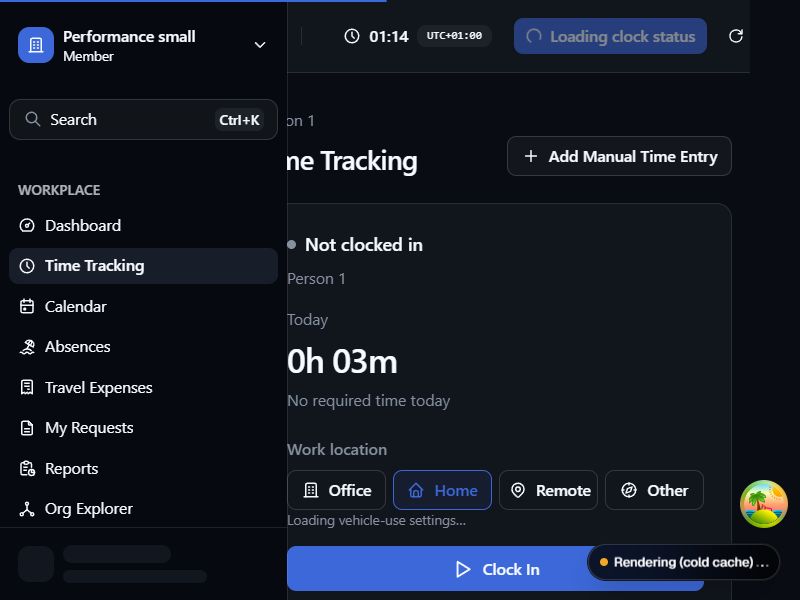 Performance small
Member
Search
Ctrl+K
WORKPLACE
Dashboard
Time Tracking
Calendar
Absences
Travel Expenses
My Requests
Reports
Org Explorer
01:14
UTC+01:00
Loading clock status
on 1
me Tracking
Add Manual Time Entry
Not clocked in
Person 1
Today
0h 03m
No required time today
Work location
Office
Home
Remote
Other
Loading vehicle-use settings...
Clock In
Rendering (cold cache) ...